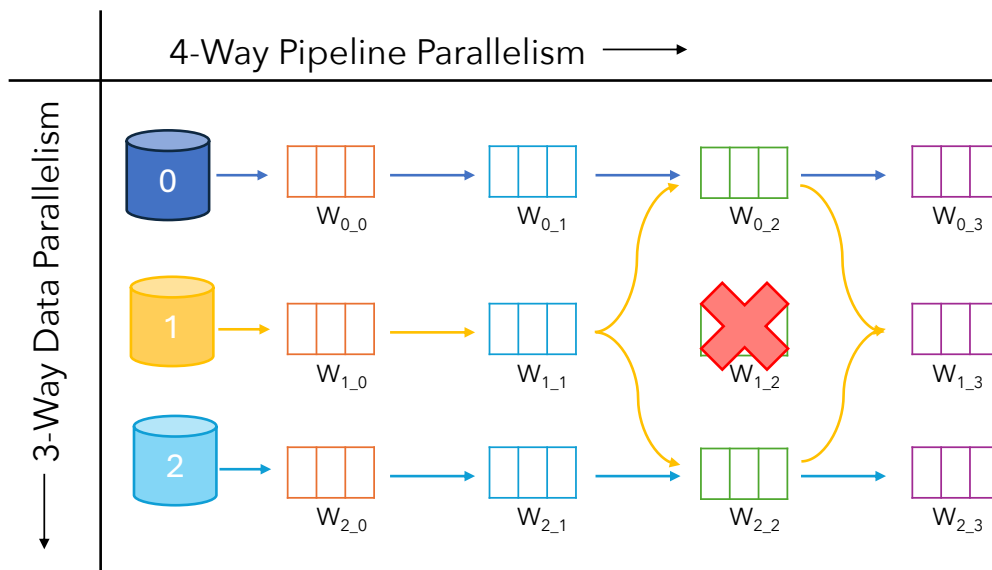 4-Way Pipeline Parallelism
3-Way Data Parallelism
0
W0_0
W0_1
W0_2
W0_3
1
W1_0
W1_1
W1_2
W1_3
2
W2_0
W2_1
W2_2
W2_3